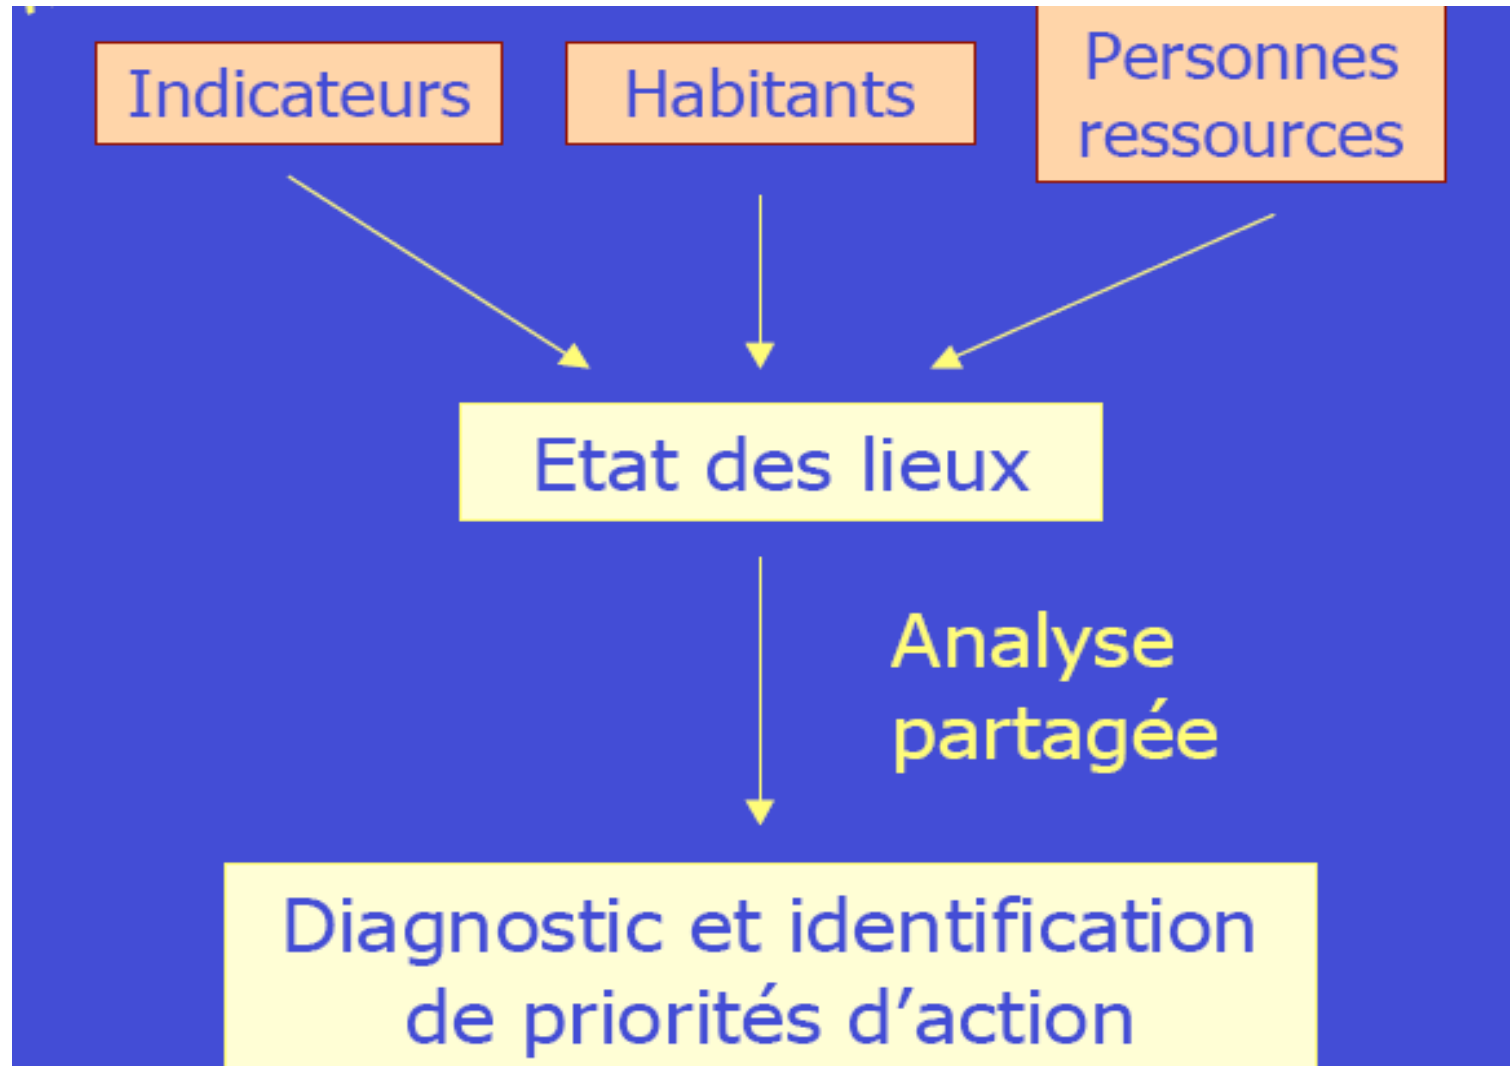 Indicateurs
Habitants
Personnes
ressources
Etat des lieux
Analyse
partagée
Diagnostic et identification
de priorités d’action